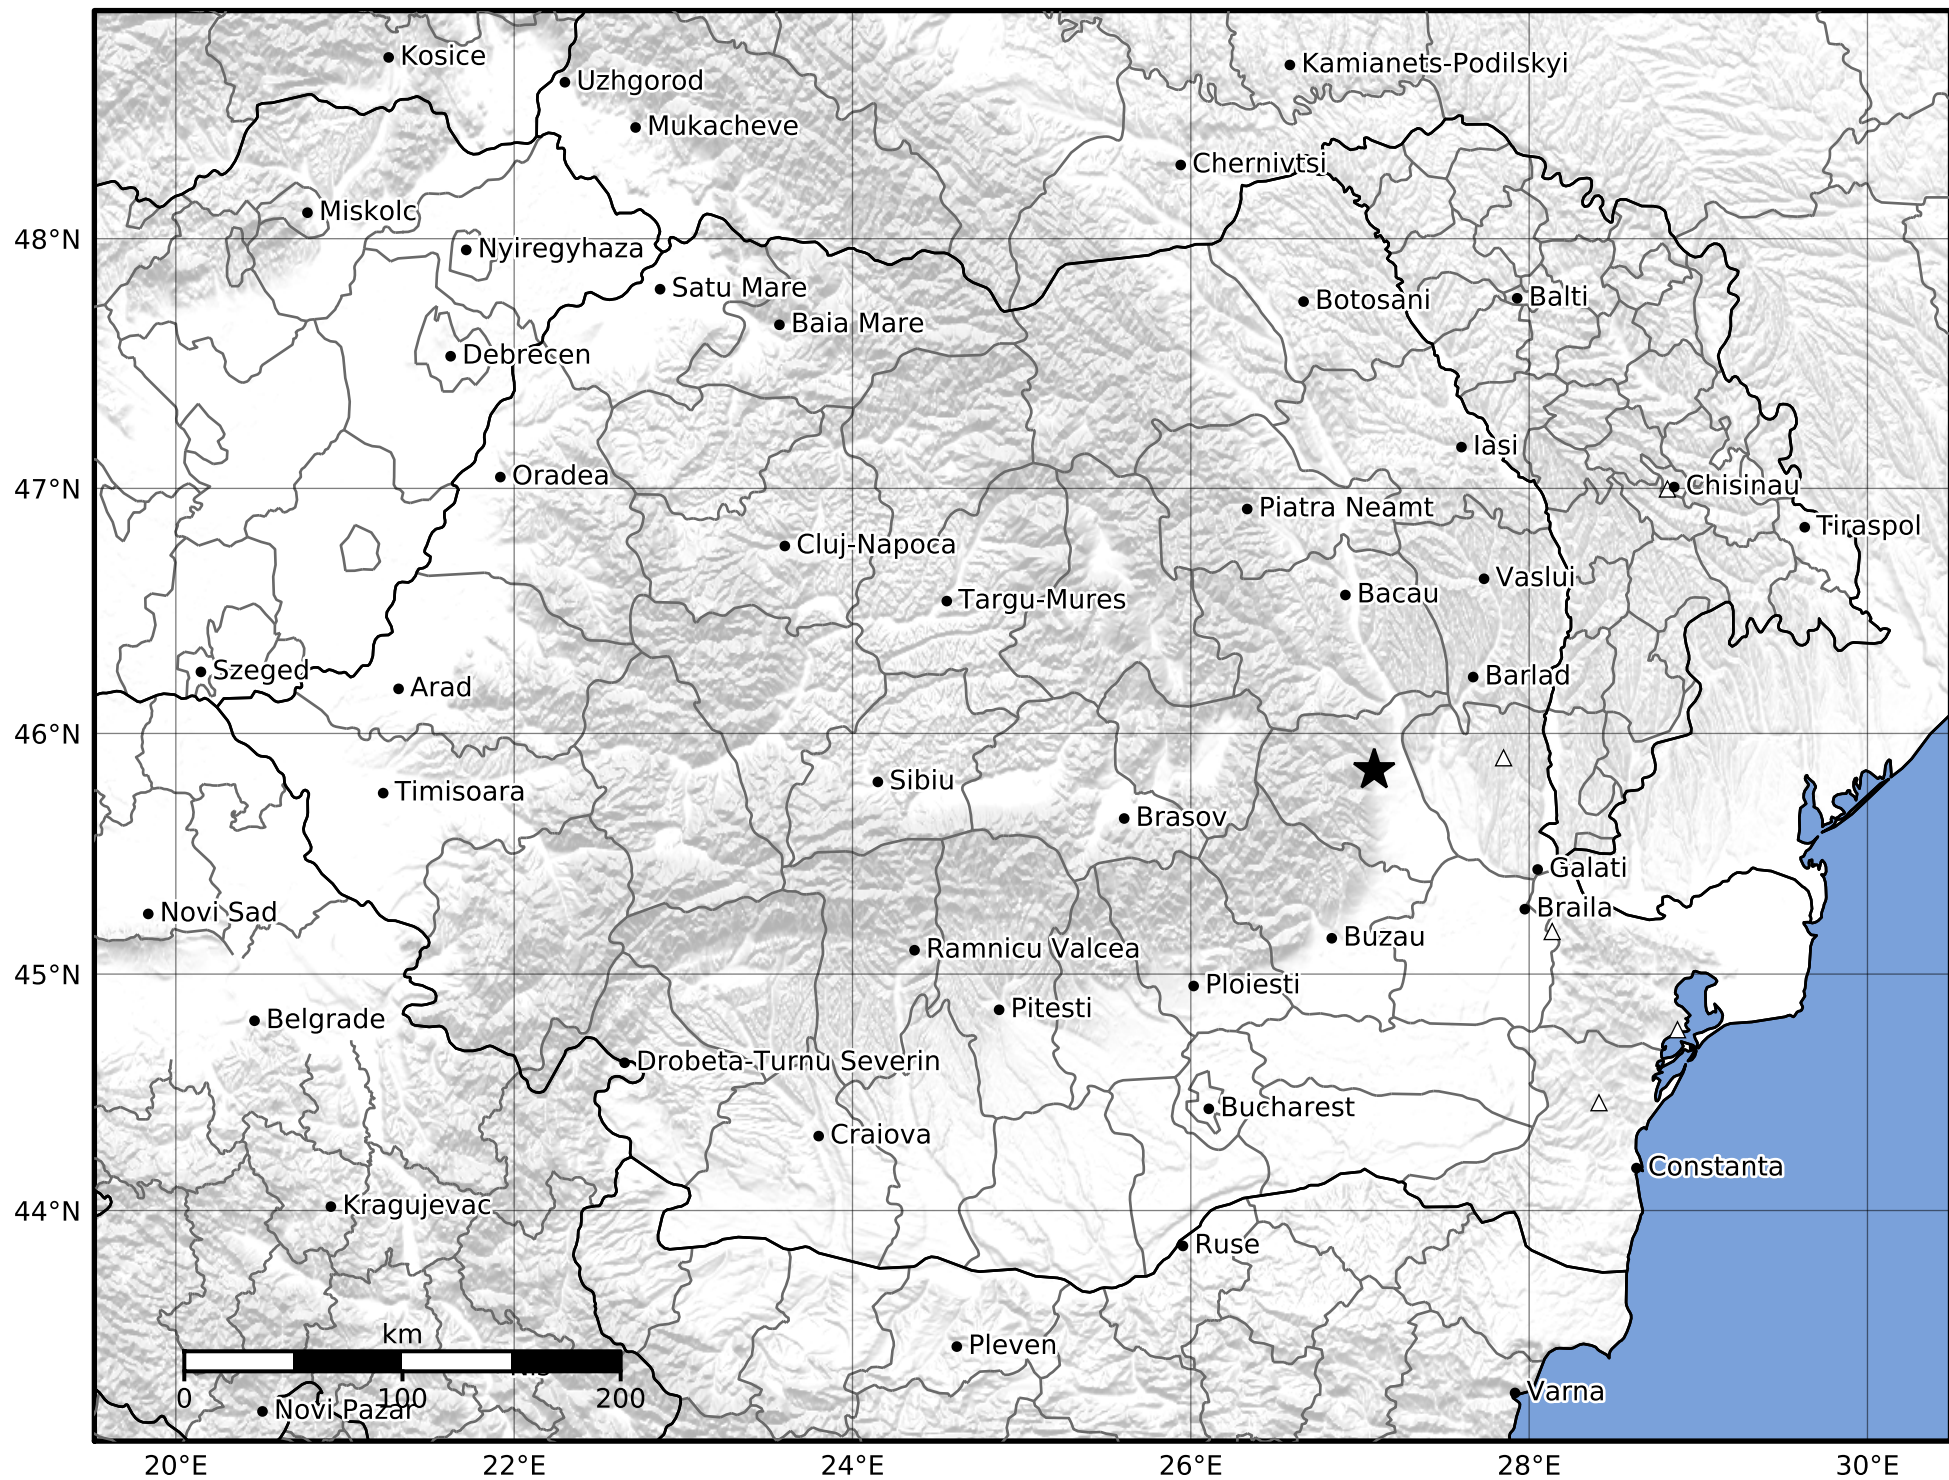 Kosice
Kamianets-Podilskyi
Uzhgorod
Mukacheve
Chernivtsi
Miskolc
48°N
Nyiregyhaza
Satu Mare
Botosani
Balti
Baia Mare
Debrecen
Iasi
47°N
Oradea
Chisinau
Piatra Neamt
Tiraspol
Cluj-Napoca
Vaslui
Bacau
Targu-Mures
Szeged
Arad
Barlad
46°N
Sibiu
Timisoara
Brasov
Galati
Novi Sad
Braila
Buzau
Ramnicu Valcea
45°N
Ploiesti
Pitesti
Belgrade
Drobeta-Turnu Severin
Bucharest
Craiova
Constanta
Kragujevac
44°N
Ruse
km
Pleven
0 100 200
Varna
Novi Pazar
20°E 22°E 24°E 26°E 28°E 30°E